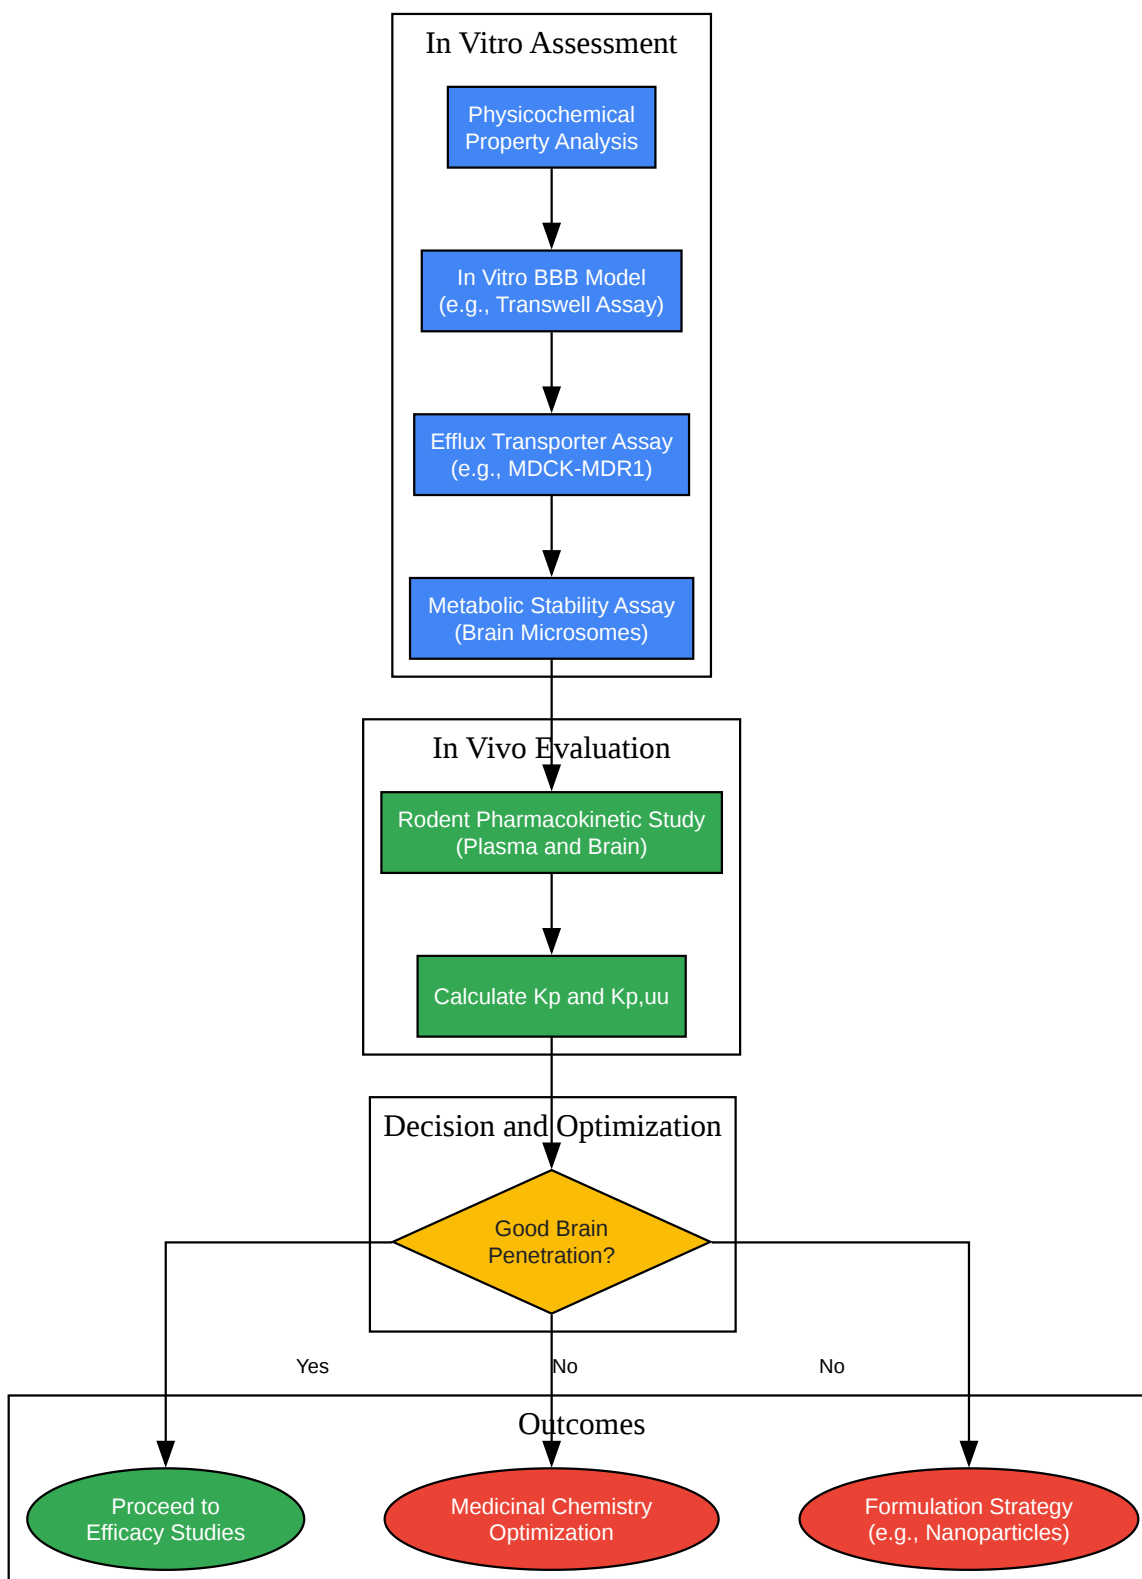 In Vitro Assessment
Physicochemical
Property Analysis
In Vitro BBB Model
(e.g., Transwell Assay)
Efflux Transporter Assay
(e.g., MDCK-MDR1)
Metabolic Stability Assay
(Brain Microsomes)
In Vivo Evaluation
Rodent Pharmacokinetic Study
(Plasma and Brain)
Calculate Kp and Kp,uu
Decision and Optimization
Good Brain
Penetration?
Yes
No
No
Outcomes
Proceed to
Efficacy Studies
Medicinal Chemistry
Optimization
Formulation Strategy
(e.g., Nanoparticles)